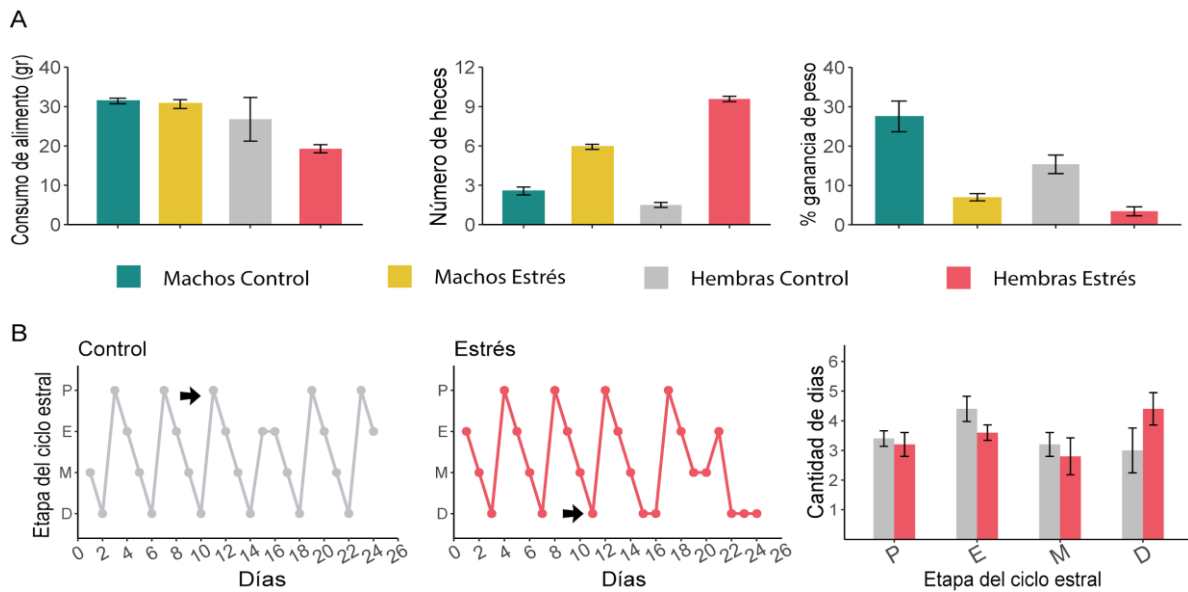 A
Consumo de alimento (gr)
40
30
20
10
0
Número de heces
12
9
6
3
0
% ganancia de peso
40
30
20
10
0
Machos Control
Machos Estrés
Hembras Control
Hembras Estrés
B
Control
Etapa del ciclo estral
P
E
M
D
0 2 4 6 8 10 12 14 16 18 20 22 24 26
Días
Estrés
P
E
M
D
0 2 4 6 8 10 12 14 16 18 20 22 24 26
Días
Cantidad de dias
6
5
4
3
2
1
P E M D
Etapa del ciclo estral